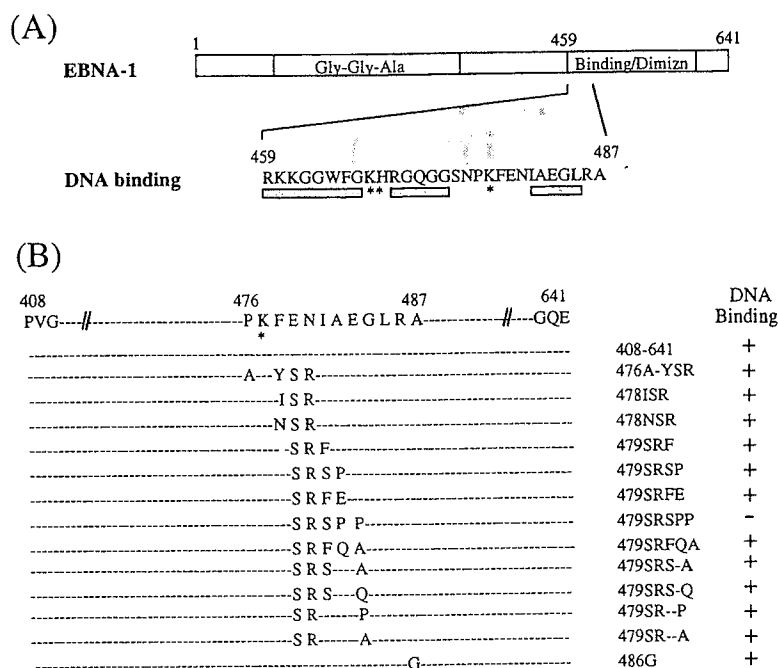 (A)
1 459 641
EBNA-1 Gly-Gly-Ala Binding/Dimizn
459 487
DNA binding RKKGGWFGKHRGQGGSNPKFENIAEGLRA
** *
(B)
408 476 487 641 DNA
PVG----//----PKFENIAEGLRA----//----GQE Binding
*
---- 408-641 +
----A-YSR---- 476A-YSR +
----ISR---- 478ISR +
----NSR---- 478NSR +
----SRF---- 479SRF +
----SRSP---- 479SRSP +
----SRFE---- 479SRFE +
----SRSPP---- 479SRSPP -
----SRFQA---- 479SRFQA +
----SRS--A---- 479SRS-A +
----SRS--Q---- 479SRS-Q +
----SR----P---- 479SR--P +
----SR----A---- 479SR--A +
----G---- 486G +